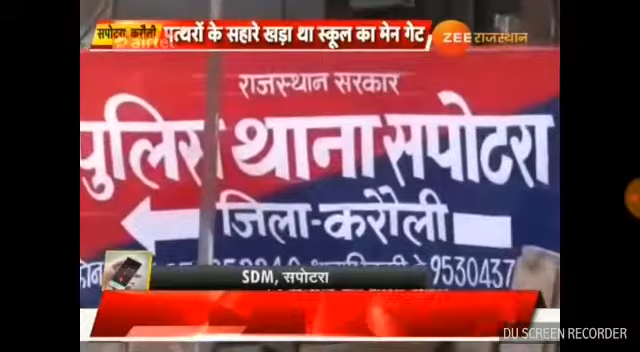 सपोटरा, करौली
पत्थरों के सहारे खड़ा था स्कूल का मेन गेट
ZEE राजस्थान
airtel
राजस्थान सरकार
पुलिस थाना सपोटरा
जिला-करौली
9530437
SDM, सपोटरा
DU SCREEN RECORDER